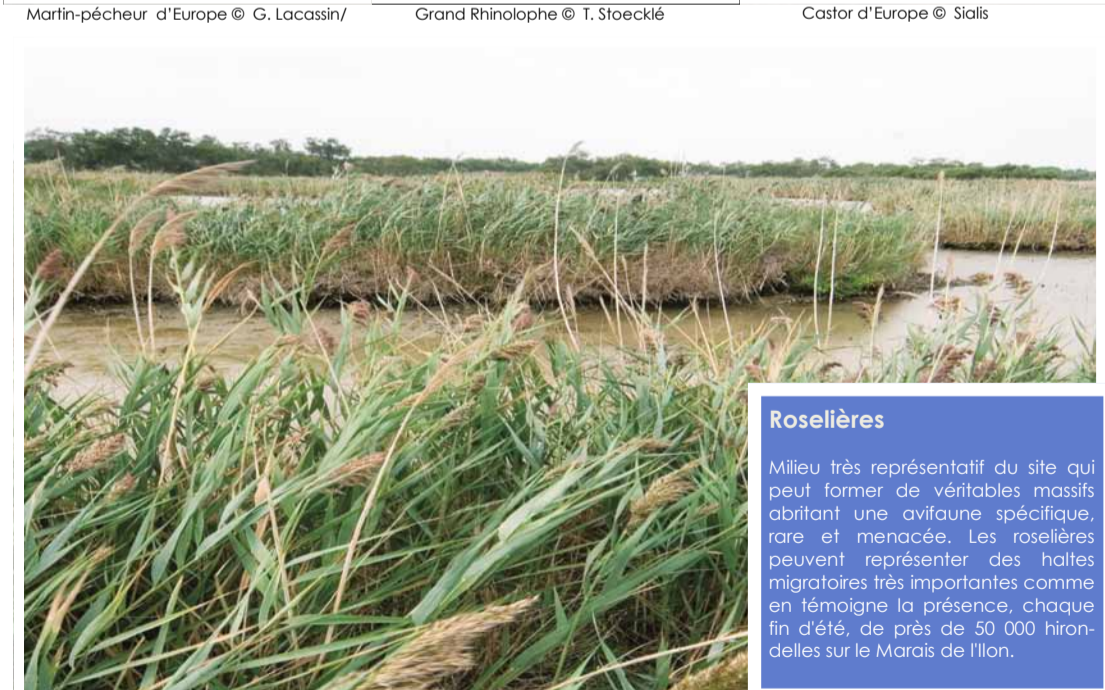 Martin-pécheur d'Europe © G. Lacassin/
Grand Rhinolophe © T. Stoecklé
Castor d'Europe © Sialis
Roselières
Milieu très représentatif du site qui
peut former de véritables massifs
abritant une avifaune spécifique,
rare et menacée. Les roselières
peuvent représenter des haltes
migratoires très importantes comme
en témoigne la présence, chaque
fin d'été, de près de 50 000 hiron-
delles sur le Marais de l'Ilon.